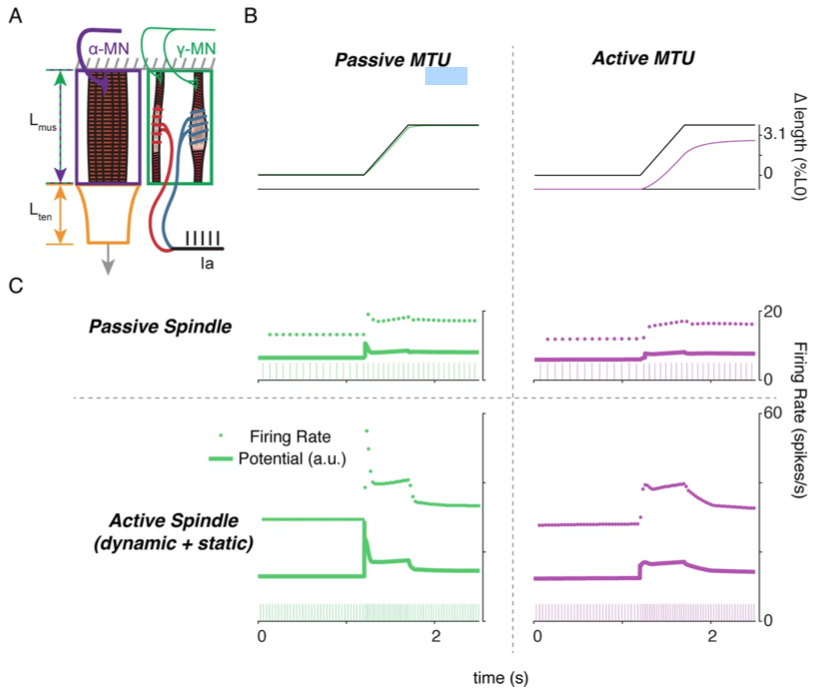 A
α-MN
γ-MN
Lmus
Lten
Ia
B
Passive MTU
Active MTU
Δ length (%L0)
3.1
0
C
Passive Spindle
20
0
Firing Rate (spikes/s)
60
Firing Rate
Potential (a.u.)
Active Spindle
(dynamic + static)
0
0
2
0
2
time (s)